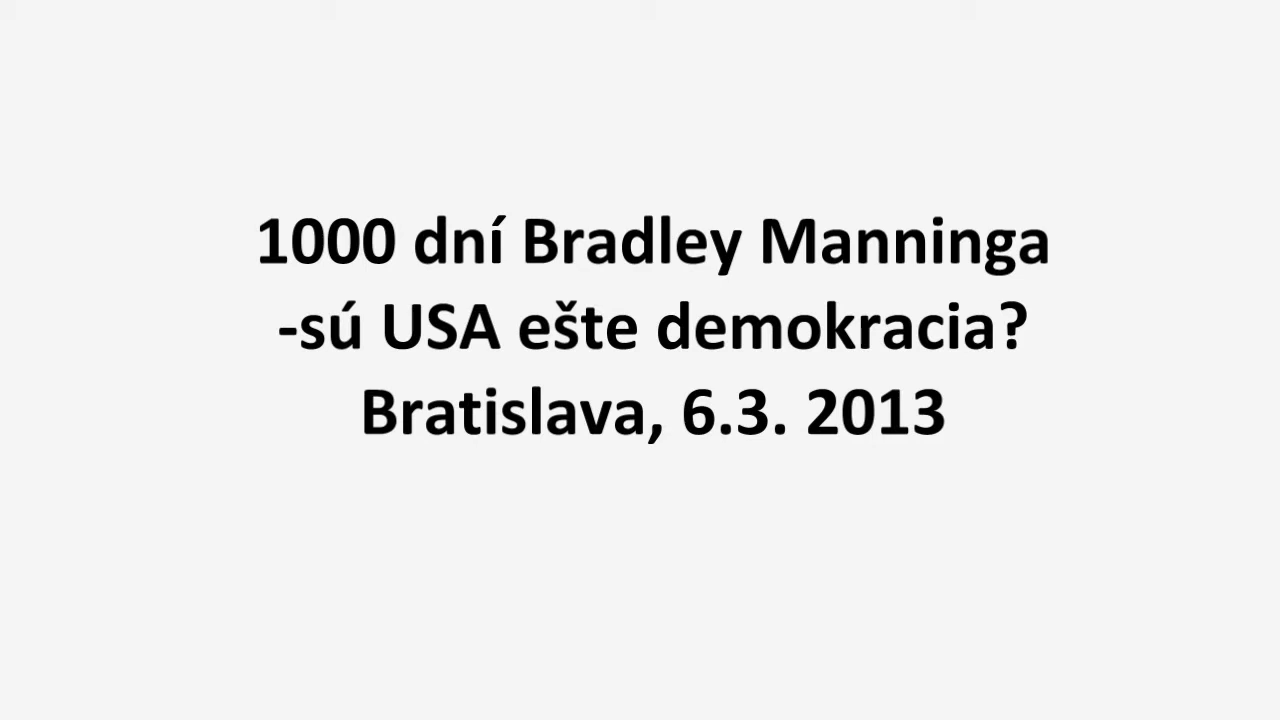 1000 dní Bradley Manninga
-sú USA ešte demokracia?
Bratislava, 6.3. 2013